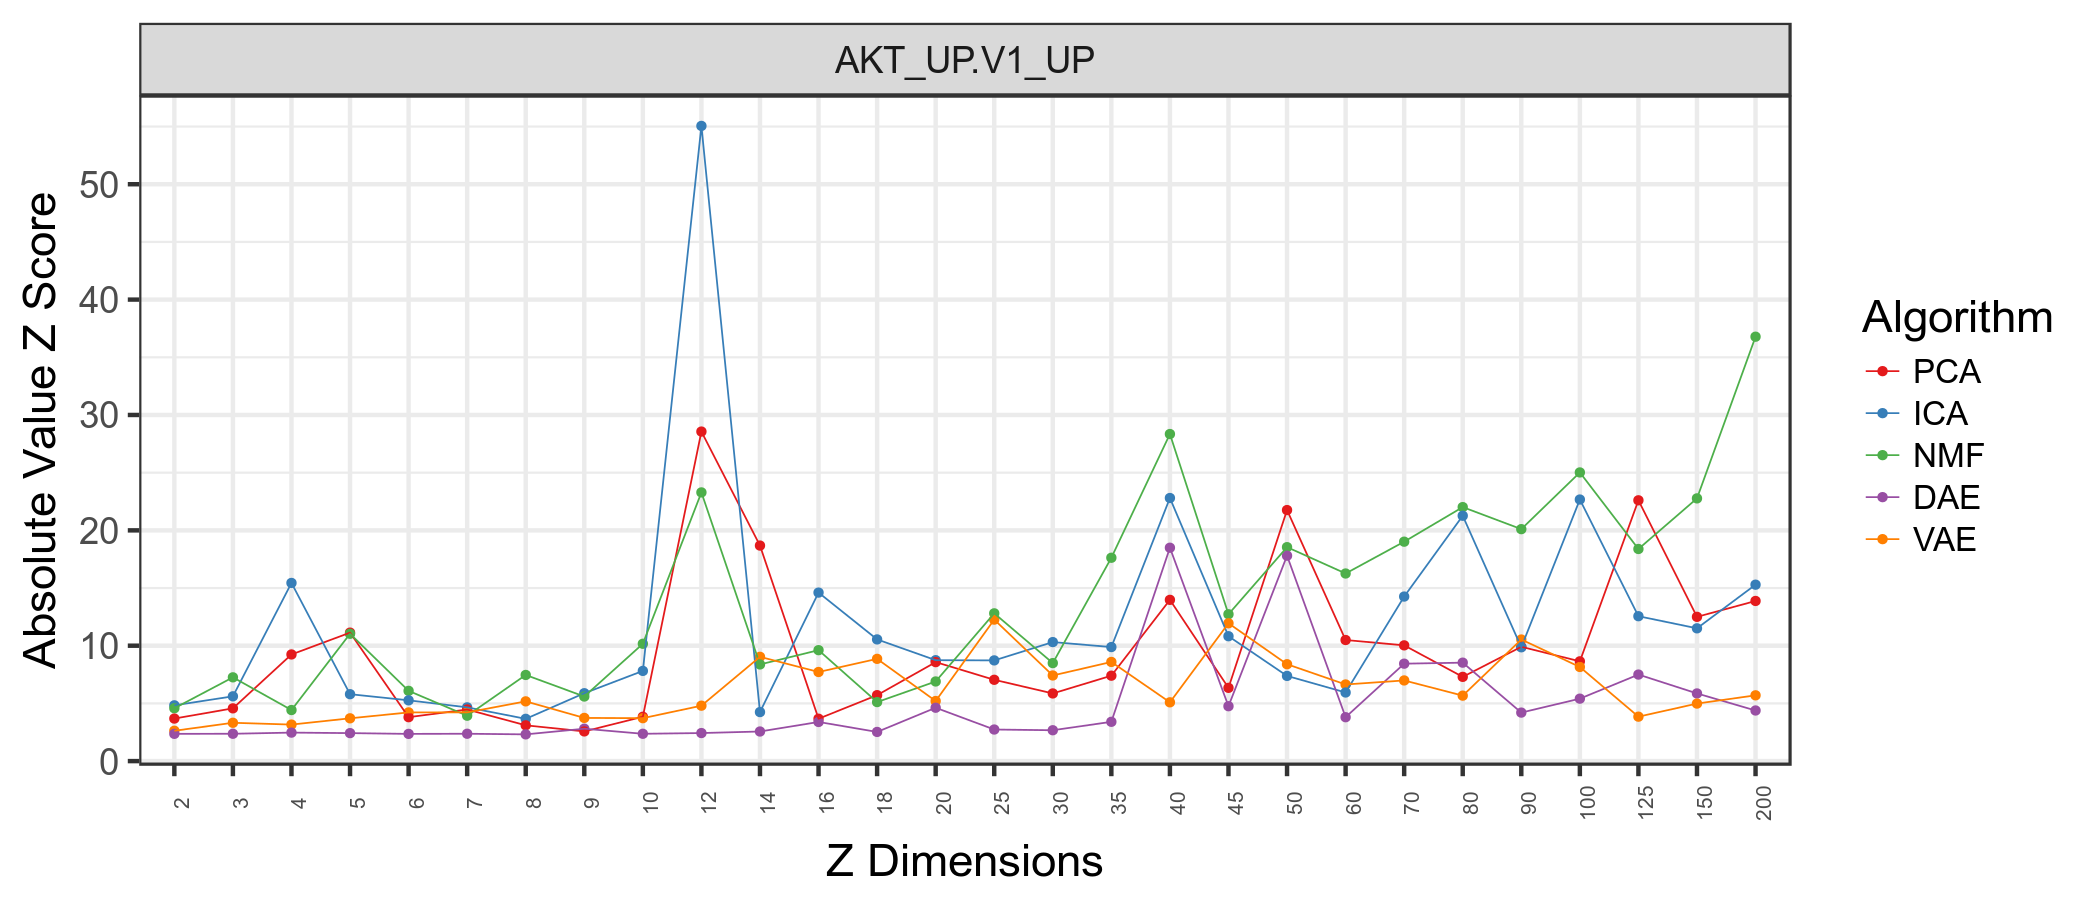 AKT_UP.V1_UP
Absolute Value Z Score
50
40
30
20
10
0
2 3 4 5 6 7 8 9 10 12 14 16 18 20 25 30 35 40 45 50 60 70 80 90 100 125 150 200
Z Dimensions
Algorithm
PCA
ICA
NMF
DAE
VAE